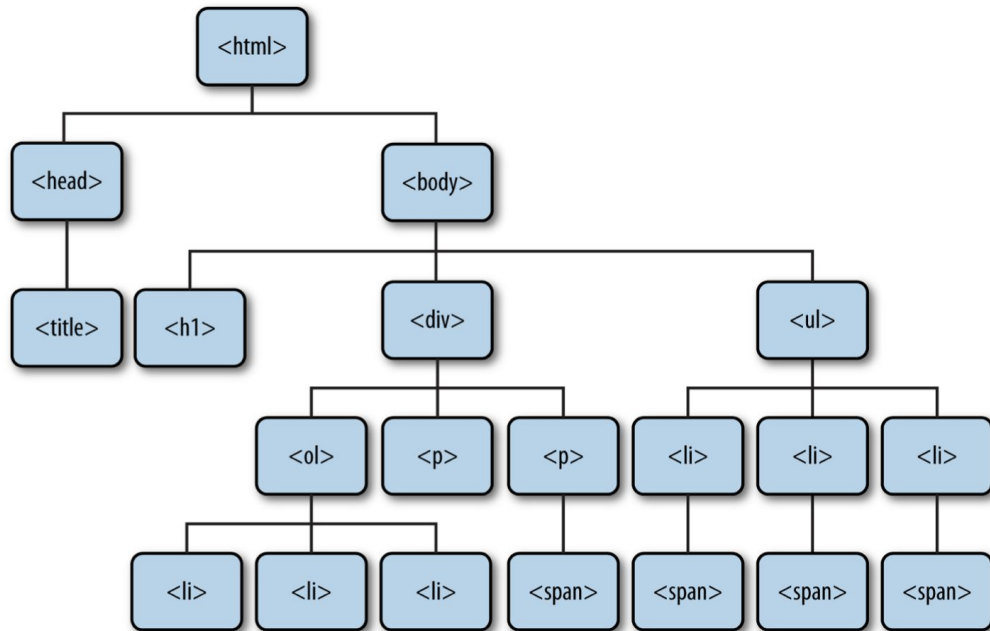 <html>
<head> <body>
<title> <h1> <div> <ul>
<ol> <p> <p> <li> <li> <li>
<li> <li> <li> <span> <span> <span> <span>